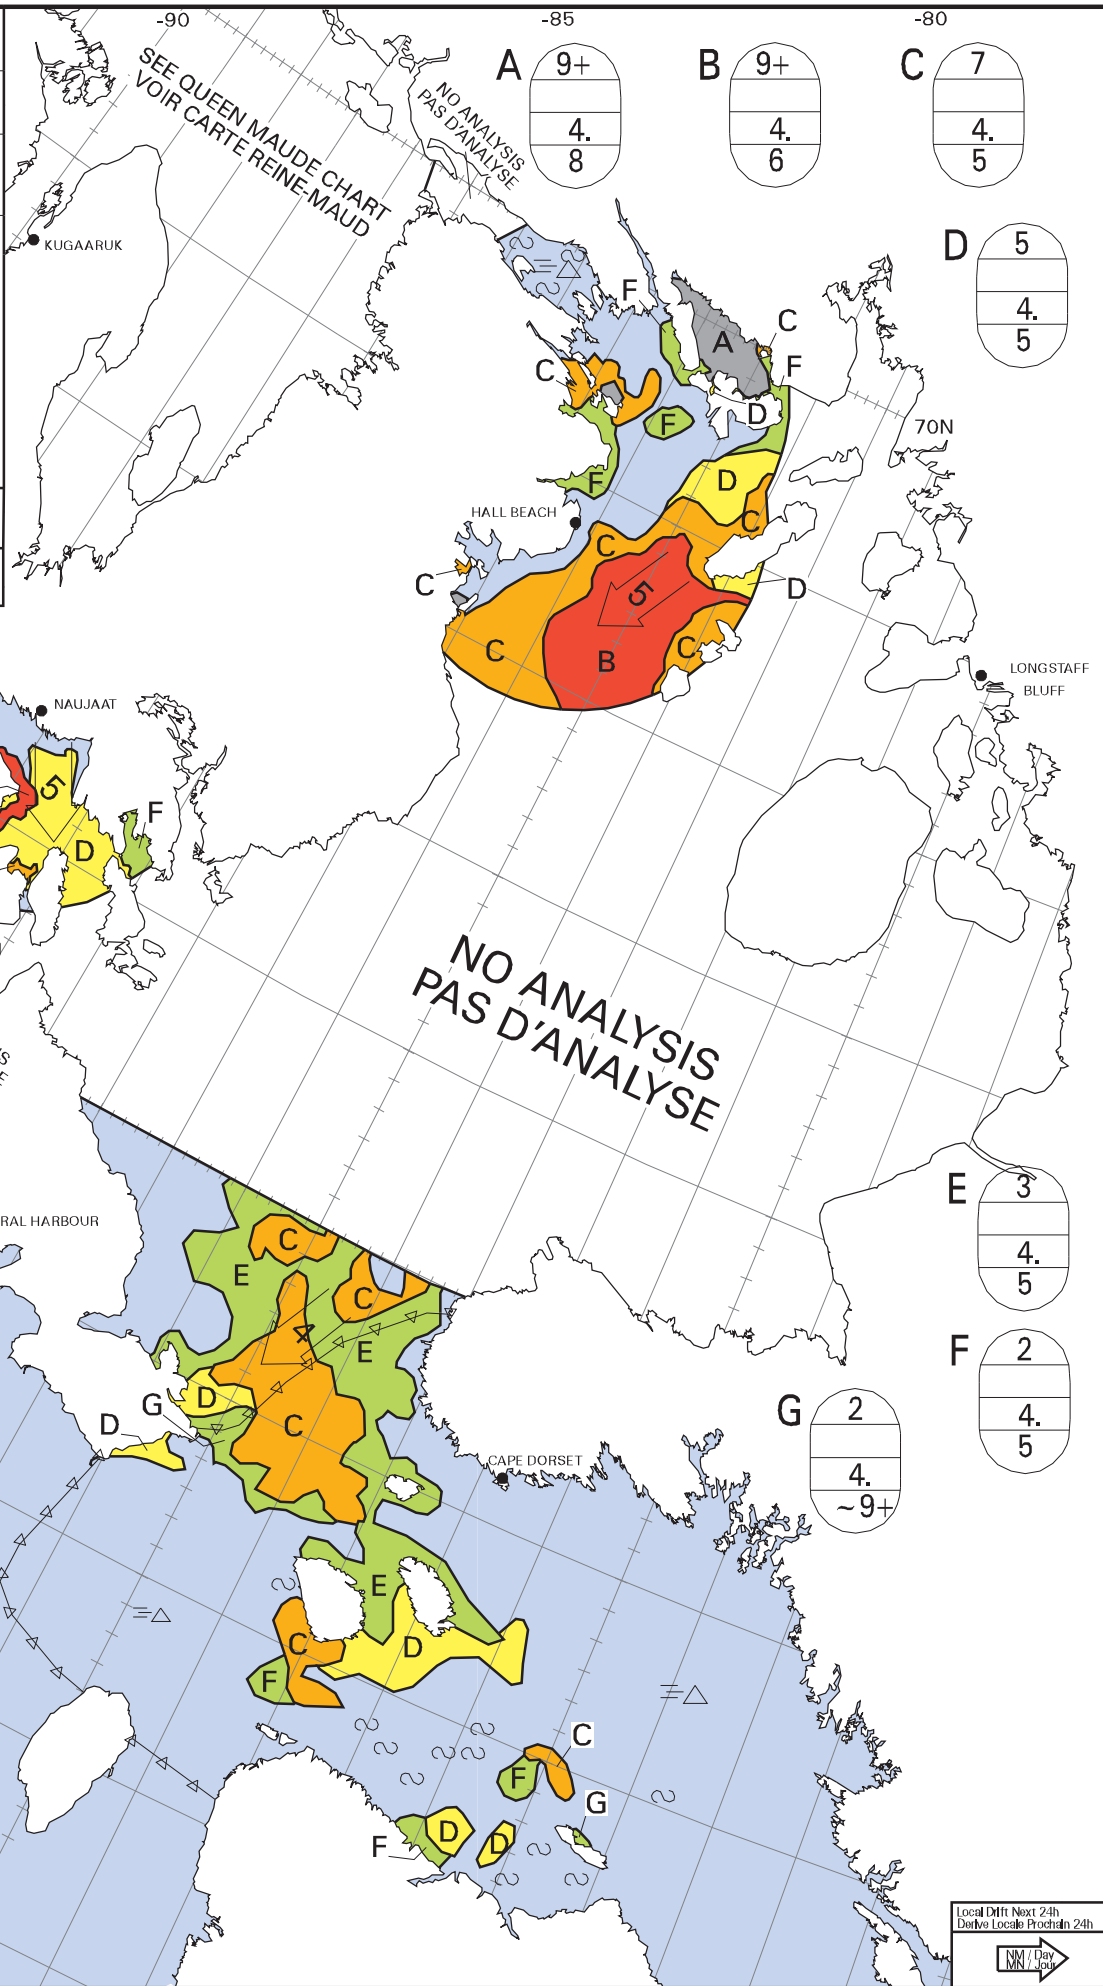 -90
-85
-80
SEE QUEEN MAUDE CHART
VOIR CARTE REINE-MAUD
NO ANALYSIS
PAS D'ANALYSE
A
9+
4.
8
B
9+
4.
6
C
7
4.
5
D
5
4.
5
KUGAARUK
F
A
C
F
C
D
F
70N
F
D
C
HALL BEACH
C
C
D
5
C
C
B
LONGSTAFF
BLUFF
NAUJAAT
5
F
D
NO ANALYSIS
PAS D'ANALYSE
S
E
E
3
4.
5
RAL HARBOUR
C
E
C
4
E
F
2
4.
5
D
G
C
D
G
2
4.
~9+
CAPE DORSET
E
C
D
F
C
F
G
D
D
F
Local Drift Next 24h
Derive Locale Prochain 24h
NM / Day
MN / Jour